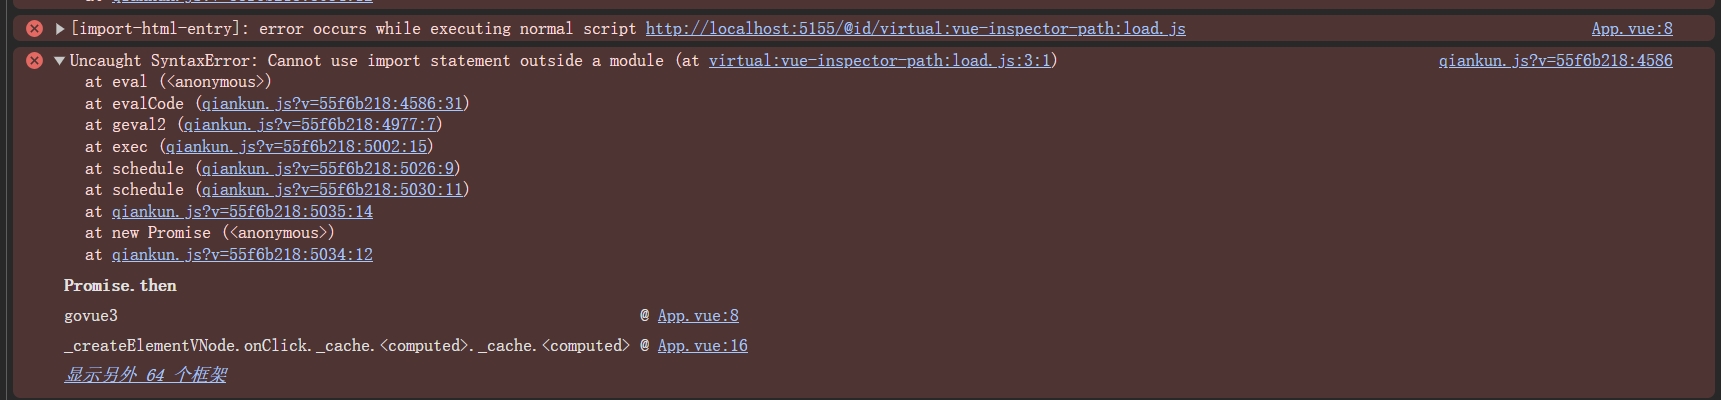 [import-html-entry]: error occurs while executing normal script http://localhost:5155/@id/virtual:vue-inspector-path:load.js App.vue:8
Uncaught SyntaxError: Cannot use import statement outside a module (at virtual:vue-inspector-path:load.js:3:1) qiankun.js?v=55f6b218:4586
at eval (<anonymous>)
at evalCode (qiankun.js?v=55f6b218:4586:31)
at geval2 (qiankun.js?v=55f6b218:4977:7)
at exec (qiankun.js?v=55f6b218:5002:15)
at schedule (qiankun.js?v=55f6b218:5026:9)
at schedule (qiankun.js?v=55f6b218:5030:11)
at qiankun.js?v=55f6b218:5035:14
at new Promise (<anonymous>)
at qiankun.js?v=55f6b218:5034:12
Promise.then
govue3 @ App.vue:8
_createElementVNode.onClick._cache.<computed>._cache.<computed> @ App.vue:16
显示另外 64 个框架